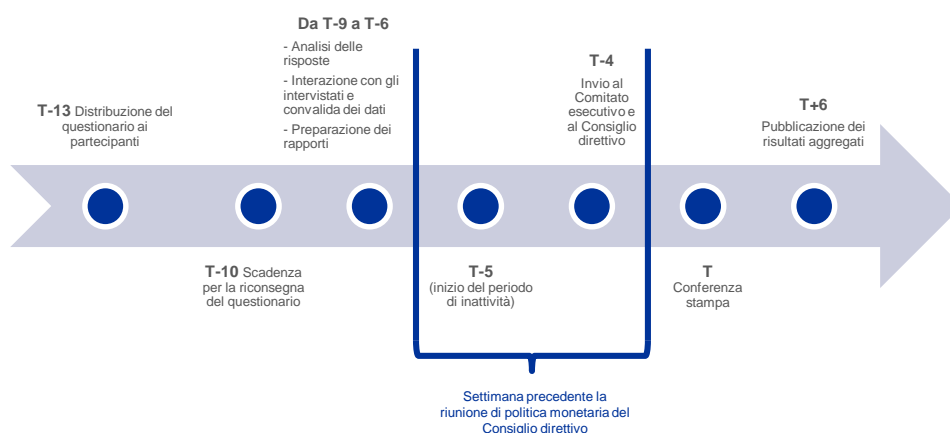 T-13 Distribuzione del
questionario ai
partecipanti
T-10 Scadenza
per la riconsegna
del questionario
Da T-9 a T-6
- Analisi delle
risposte
- Interazione con gli
intervistati e
convalida dei dati
- Preparazione dei
rapporti
T-5
(inizio del periodo
di inattività)
T-4
Invio al
Comitato
esecutivo e
al Consiglio
direttivo
T
Conferenza
stampa
T+6
Pubblicazione dei
risultati aggregati
Settimana precedente la
riunione di politica monetaria del
Consiglio direttivo